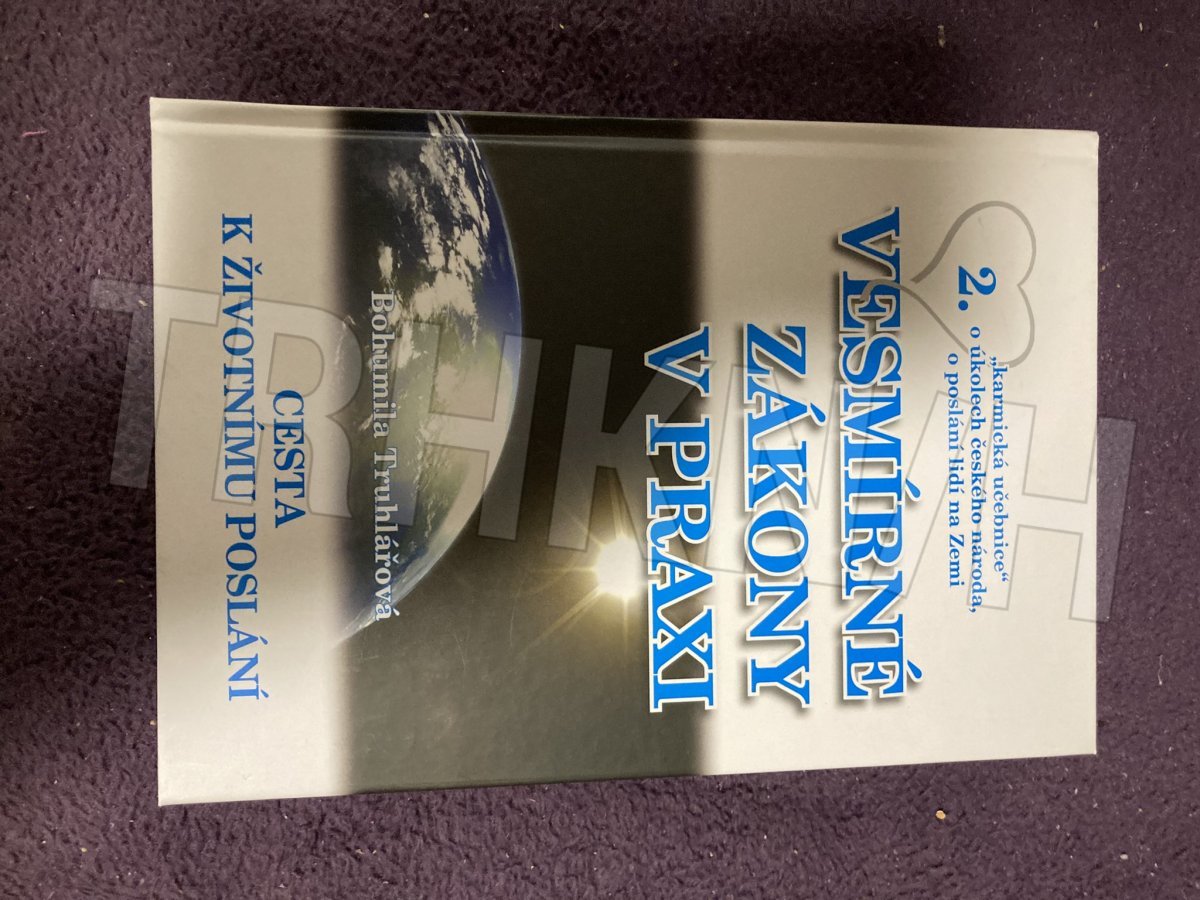 2. „karmická učebnice“
o úkolech českého národa,
o poslání lidí na Zemi
VESMÍRNÉ
ZÁKONY
V PRAXI
Bohumila Truhlářová
CESTA
K ŽIVOTNÍMU POSLÁNÍ
TRHKNIH